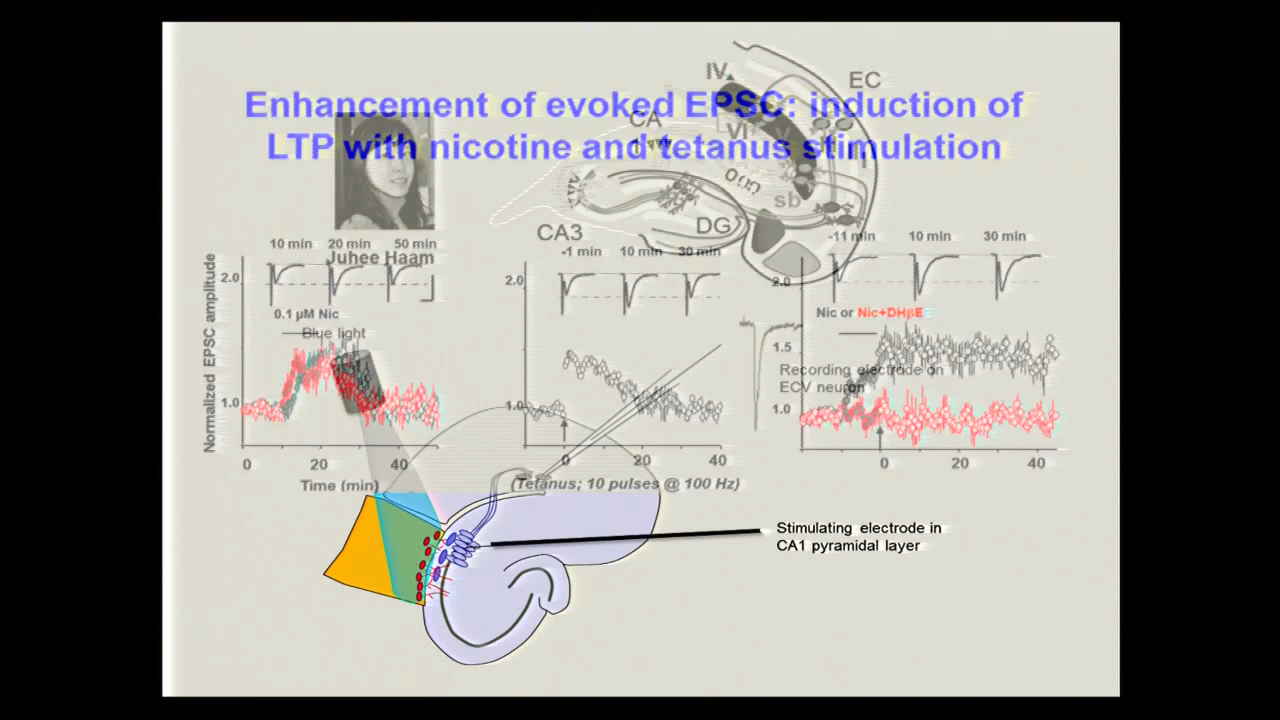 Enhancement of evoked EPSC: induction of
LTP with nicotine and tetanus stimulation
IV
EC
CA
VI
V
sb
DG
CA3
Juhee Haam
10 min 20 min 50 min
-1 min 10 min 30 min
-11 min 10 min 30 min
Normalized EPSC amplitude
2.0
1.0
0.1 µM Nic
Blue light
0 20 40
Time (min)
2.0
1.0
0 20 40
(Tetanus; 10 pulses @ 100 Hz)
2.0
1.5
1.0
Nic or Nic+DHβE
Recording electrode on
ECV neuron
0 20 40
Stimulating electrode in
CA1 pyramidal layer